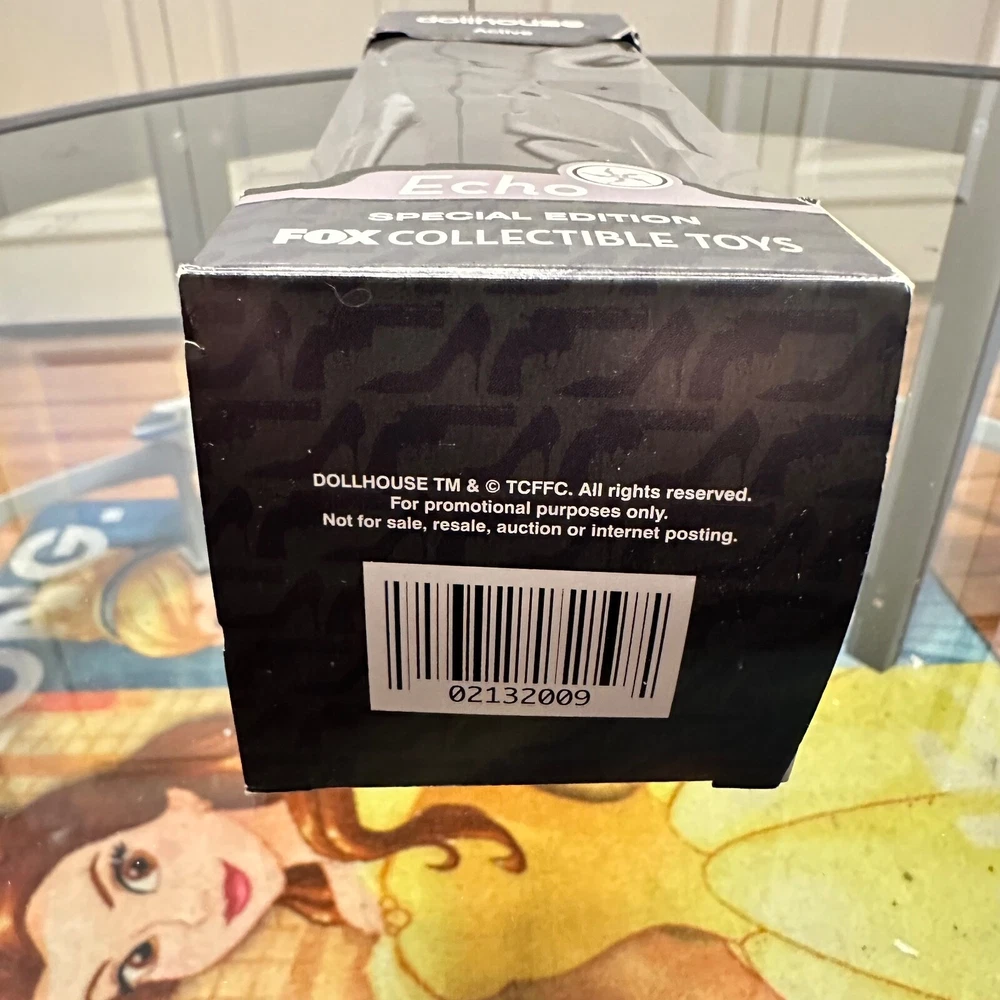 dollhouse
Active
Echo
SPECIAL EDITION
FOX COLLECTIBLE TOYS
DOLLHOUSE TM & © TCFFC. All rights reserved.
For promotional purposes only.
Not for sale, resale, auction or internet posting.
02132009